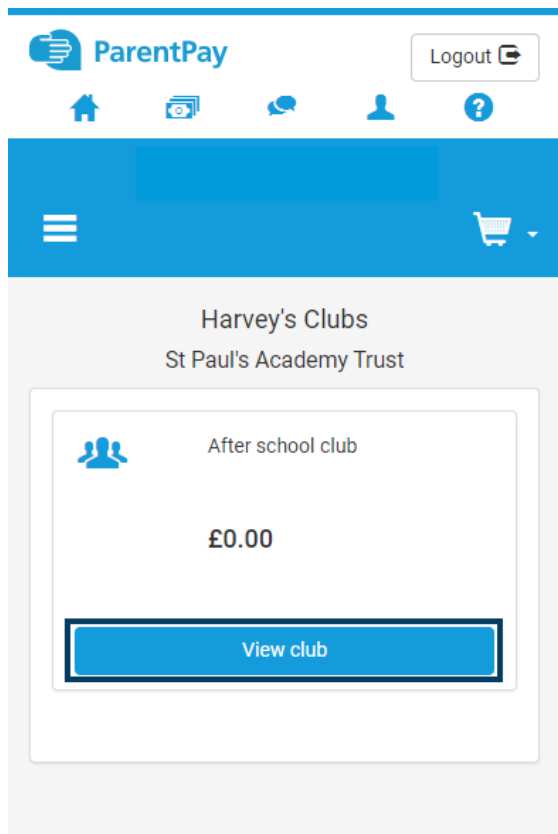 ParentPay
Logout
Harvey's Clubs
St Paul's Academy Trust
After school club
£0.00
View club